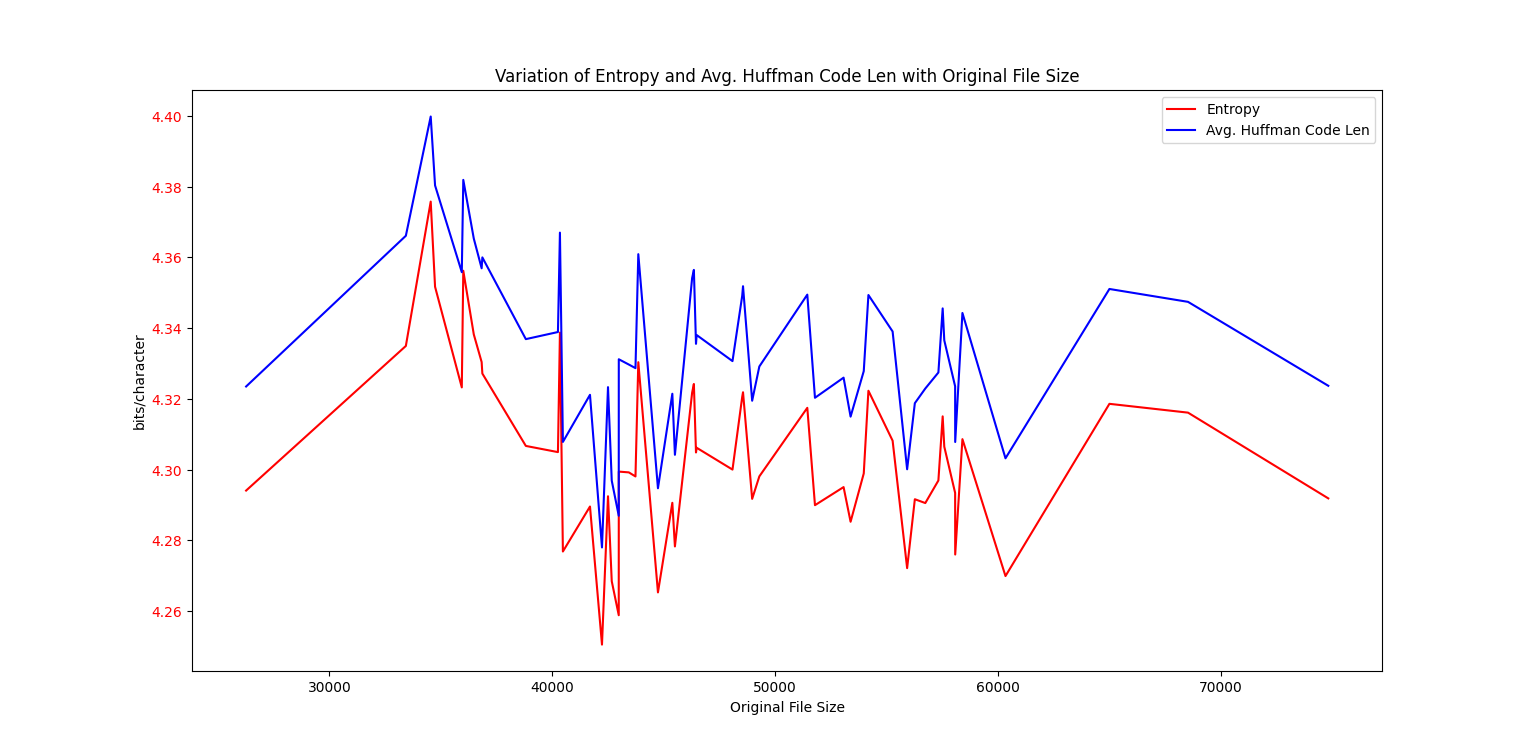 Variation of Entropy and Avg. Huffman Code Len with Original File Size
Entropy
Avg. Huffman Code Len
4.40
4.38
4.36
4.34
4.32
4.30
4.28
4.26
bits/character
30000 40000 50000 60000 70000
Original File Size